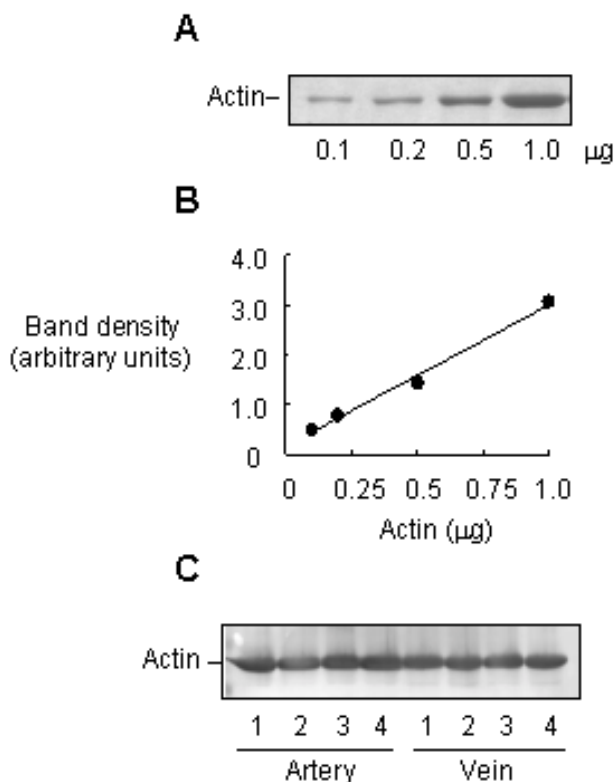 A
Actin–
0.1 0.2 0.5 1.0 μg
B
4.0
3.0
2.0
1.0
0
Band density
(arbitrary units)
0 0.25 0.5 0.75 1.0
Actin (μg)
C
Actin –
1 2 3 4 1 2 3 4
Artery Vein